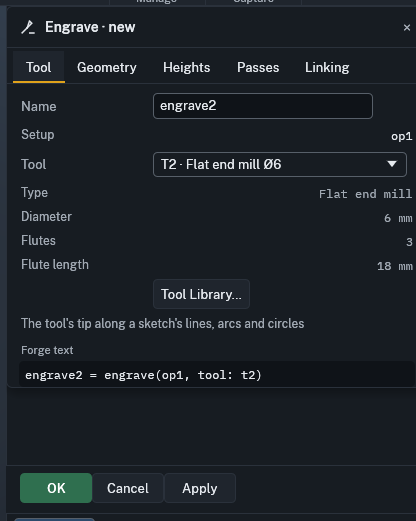 Engrave · new
×
Tool Geometry Heights Passes Linking
Name engrave2
Setup op1
Tool T2 · Flat end mill Ø6
Type Flat end mill
Diameter 6 mm
Flutes 3
Flute length 18 mm
Tool Library...
The tool's tip along a sketch's lines, arcs and circles
Forge text
engrave2 = engrave(op1, tool: t2)
OK Cancel Apply